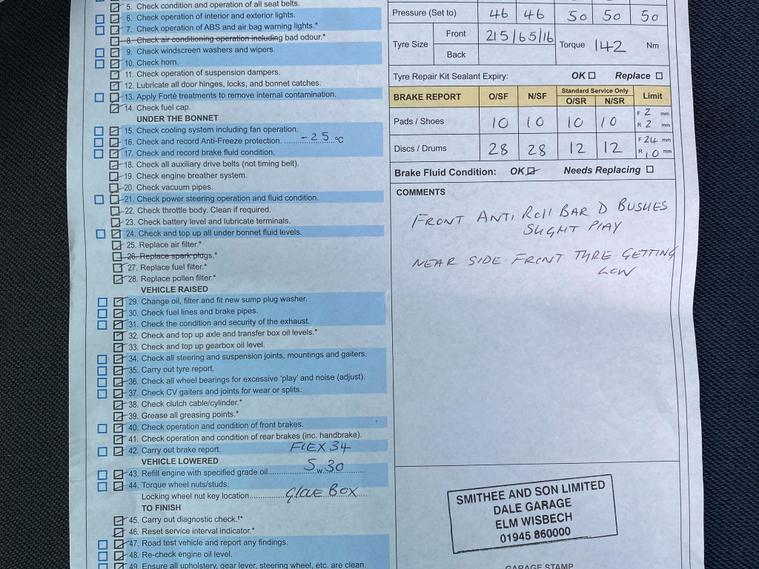 5. Check condition and operation of all seat belts.
6. Check operation of interior and exterior lights.
7. Check operation of ABS and air bag warning lights.*
8. Check air conditioning operation including bad odour.*
9. Check windscreen washers and wipers.
10. Check horn.
11. Check operation of suspension dampers.
12. Lubricate all door hinges, locks, and bonnet catches.
13. Apply Forté treatments to remove internal contamination.
14. Check fuel cap.
UNDER THE BONNET
15. Check cooling system including fan operation.
16. Check and record Anti-Freeze protection. -25 °C
17. Check and record brake fluid condition.
18. Check all auxiliary drive belts (not timing belt).
19. Check engine breather system.
20. Check vacuum pipes.
21. Check power steering operation and fluid condition.
22. Check throttle body. Clean if required.
23. Check battery level and lubricate terminals.
24. Check and top up all under bonnet fluid levels.
25. Replace air filter.*
26. Replace spark plugs.*
27. Replace fuel filter.*
28. Replace pollen filter.*
VEHICLE RAISED
29. Change oil, filter and fit new sump plug washer.
30. Check fuel lines and brake pipes.
31. Check the condition and security of the exhaust.
32. Check and top up axle and transfer box oil levels.*
33. Check and top up gearbox oil level.
34. Check all steering and suspension joints, mountings and gaiters.
35. Carry out tyre report.
36. Check all wheel bearings for excessive 'play' and noise (adjust).
37. Check CV gaiters and joints for wear or splits.
38. Check clutch cable/cylinder.*
39. Grease all greasing points.*
40. Check operation and condition of front brakes.
41. Check operation and condition of rear brakes (inc. handbrake).
42. Carry out brake report. FLEX 34
VEHICLE LOWERED
43. Refill engine with specified grade oil 5w30
44. Torque wheel nuts/studs.
Locking wheel nut key location GLOVE BOX
TO FINISH
45. Carry out diagnostic check.!*
46. Reset service interval indicator.*
47. Road test vehicle and report any findings.
48. Re-check engine oil level.
49. Ensure all upholstery, gear lever, steering wheel, etc. are clean.
Pressure (Set to) 46 46 50 50 50
Tyre Size Front 215/65/16 Torque 142 Nm
Back
Tyre Repair Kit Sealant Expiry: OK Replace
BRAKE REPORT O/SF N/SF Standard Service Only O/SR N/SR Limit
Pads / Shoes 10 10 10 10 F 2 mm R 2 mm
Discs / Drums 28 28 12 12 F 24 mm R 10 mm
Brake Fluid Condition: OK Needs Replacing
COMMENTS
FRONT ANTI ROLL BAR D BUSHES
SLIGHT PLAY
NEAR SIDE FRONT TYRE GETTING
LOW
SMITHEE AND SON LIMITED
DALE GARAGE
ELM WISBECH
01945 860000
GARAGE STAMP